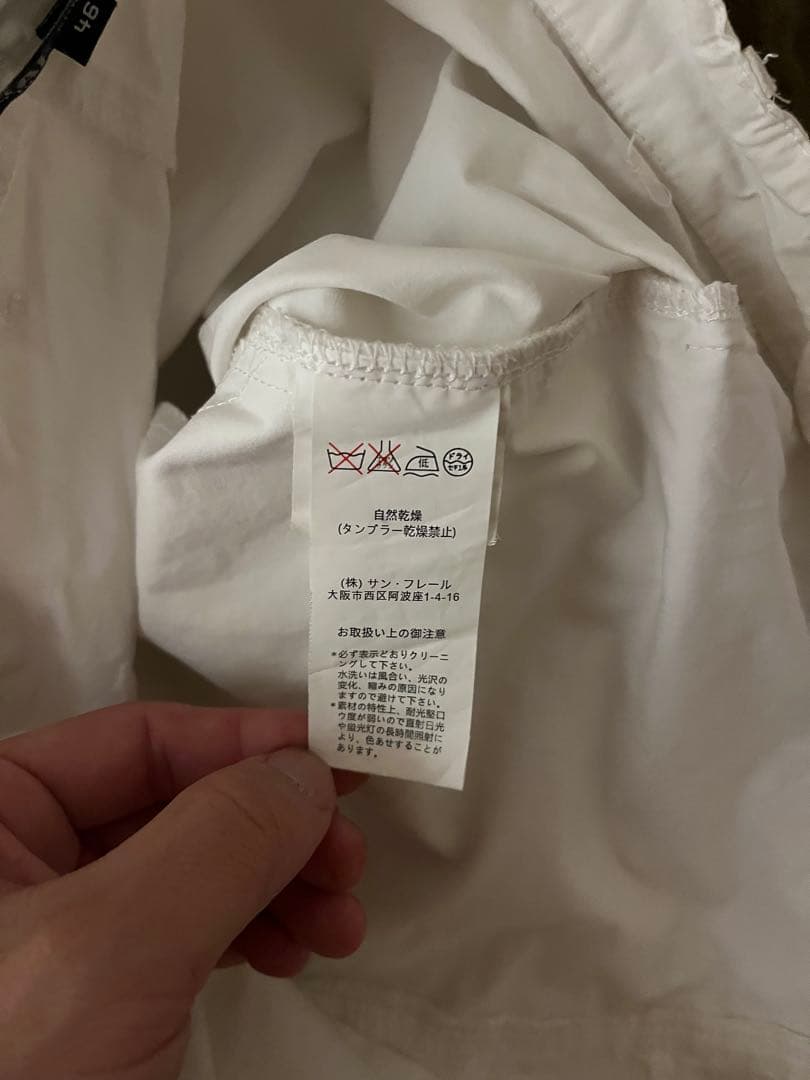 46
低
ドライ
セキユ系
自然乾燥
(タンブラー乾燥禁止)
(株) サン・フレール
大阪市西区阿波座1-4-16
お取扱い上の御注意
*必ず表示どおりクリーニ
ングして下さい。
水洗いは風合い、光沢の
変化、縮みの原因になり
ますので避けて下さい。
*素材の特性上、耐光堅口
ウ度が弱いので直射日光
や蛍光灯の長時間照射に
より、色あせすることが
あります。